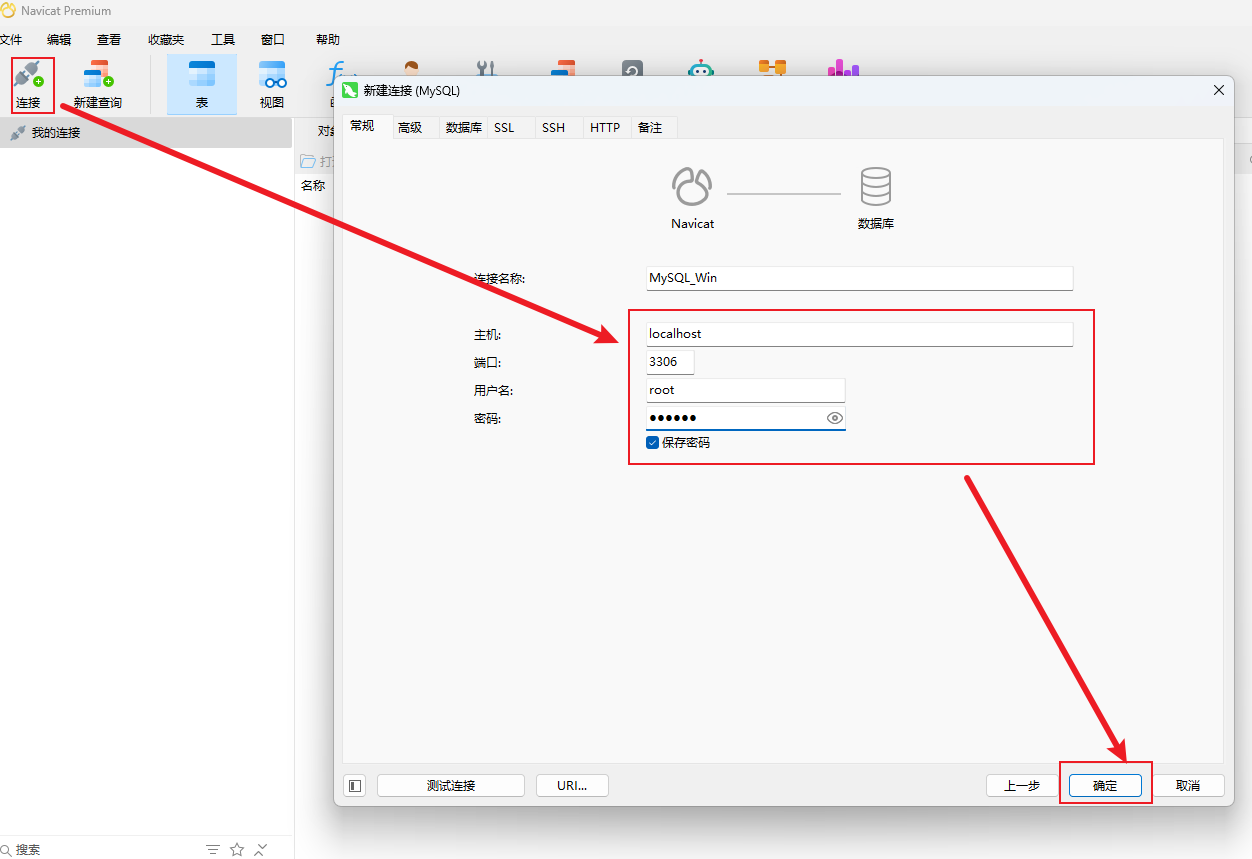 Navicat Premium
文件 编辑 查看 收藏夹 工具 窗口 帮助
连接 新建查询 表 视图
新建连接 (MySQL)
我的连接
常规 高级 数据库 SSL SSH HTTP 备注
名称
Navicat 数据库
连接名称: MySQL_Win
主机: localhost
端口: 3306
用户名: root
密码: ●●●●●●
保存密码
测试连接 URI... 上一步 确定 取消
搜索